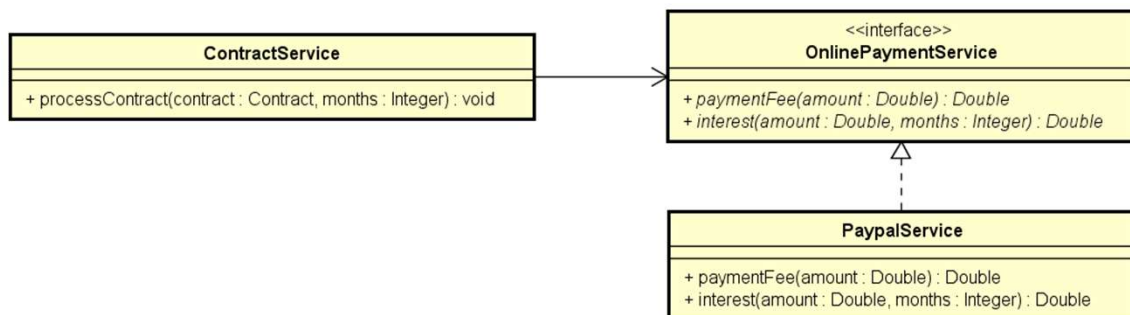 ContractService
+ processContract(contract : Contract, months : Integer) : void
<<interface>>
OnlinePaymentService
+ paymentFee(amount : Double) : Double
+ interest(amount : Double, months : Integer) : Double
PaypalService
+ paymentFee(amount : Double) : Double
+ interest(amount : Double, months : Integer) : Double